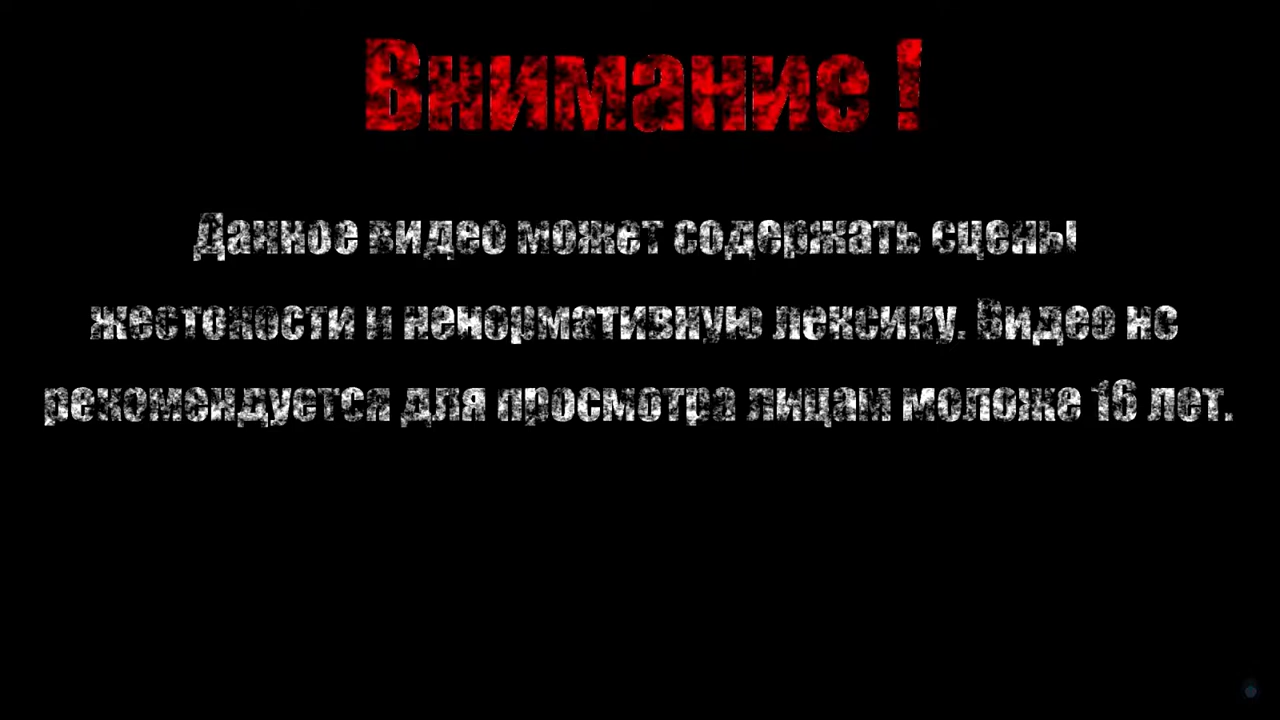 Внимание !
Данное видео может содержать сцены
жестокости и ненормативную лексику. Видео не
рекомендуется для просмотра лицам моложе 16 лет.